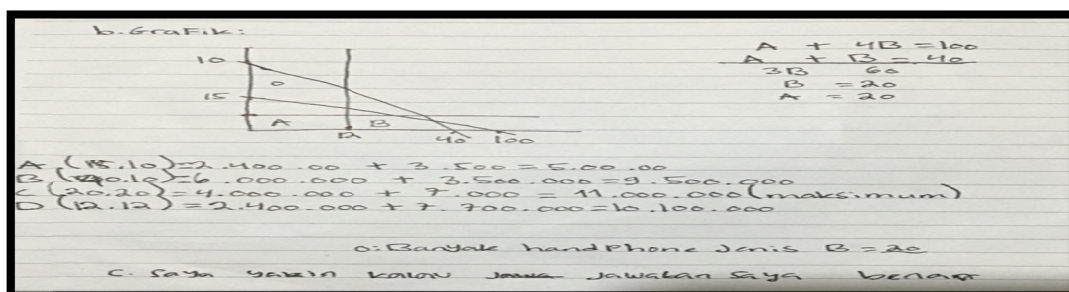 b. Grafik:
A + 4B = 100
A + B = 40
3B 60
B = 20
A = 20
10
0
15
A
B
12
40
100
A (15.10) = 2.400.00 + 3.500 = 5.00.00
B (40.10) = 6.000.000 + 3.500.000 = 9.500.000
C (20.20) = 4.000.000 + 7.000 = 11.000.000 (maksimum)
D (12.12) = 2.400.000 + 7.700.000 = 10.100.000
o: Banyak handphone Jenis B = 20
C. Saya yakin kalau jawaban saya benar